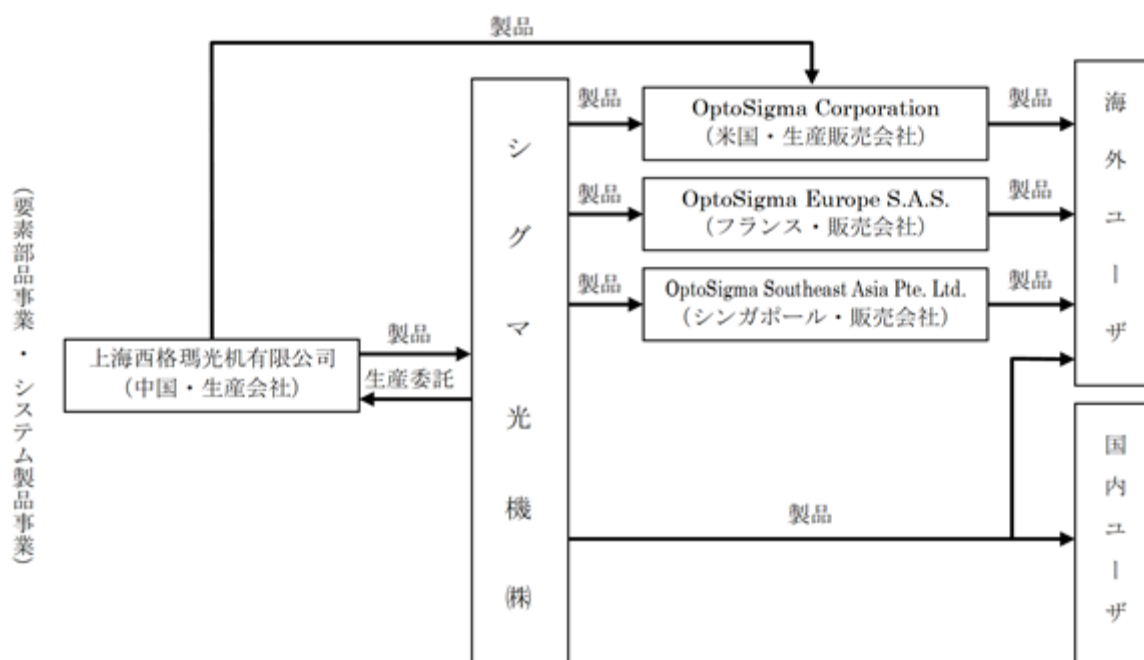 製品
(要素部品事業・システム製品事業)
上海西格瑪光机有限公司
(中国・生産会社)
製品
生産委託
シグマ光機㈱
製品
OptoSigma Corporation
(米国・生産販売会社)
製品
製品
OptoSigma Europe S.A.S.
(フランス・販売会社)
製品
製品
OptoSigma Southeast Asia Pte. Ltd.
(シンガポール・販売会社)
製品
製品
海外ユーザ
国内ユーザ